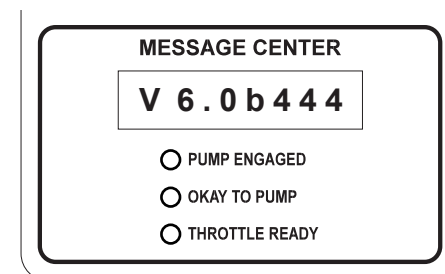 MESSAGE CENTER
V 6.0b444
PUMP ENGAGED
OKAY TO PUMP
THROTTLE READY